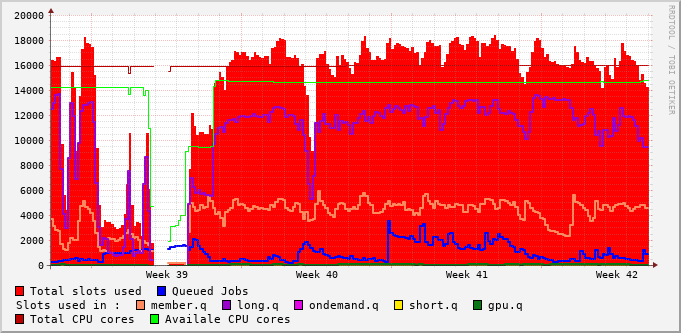 20000
18000
16000
14000
12000
10000
8000
6000
4000
2000
0
Week 39 Week 40 Week 41 Week 42
Total slots used Queued Jobs
Slots used in : member.q long.q ondemand.q short.q gpu.q
Total CPU cores Availale CPU cores
RRDTOOL / TOBI OETIKER